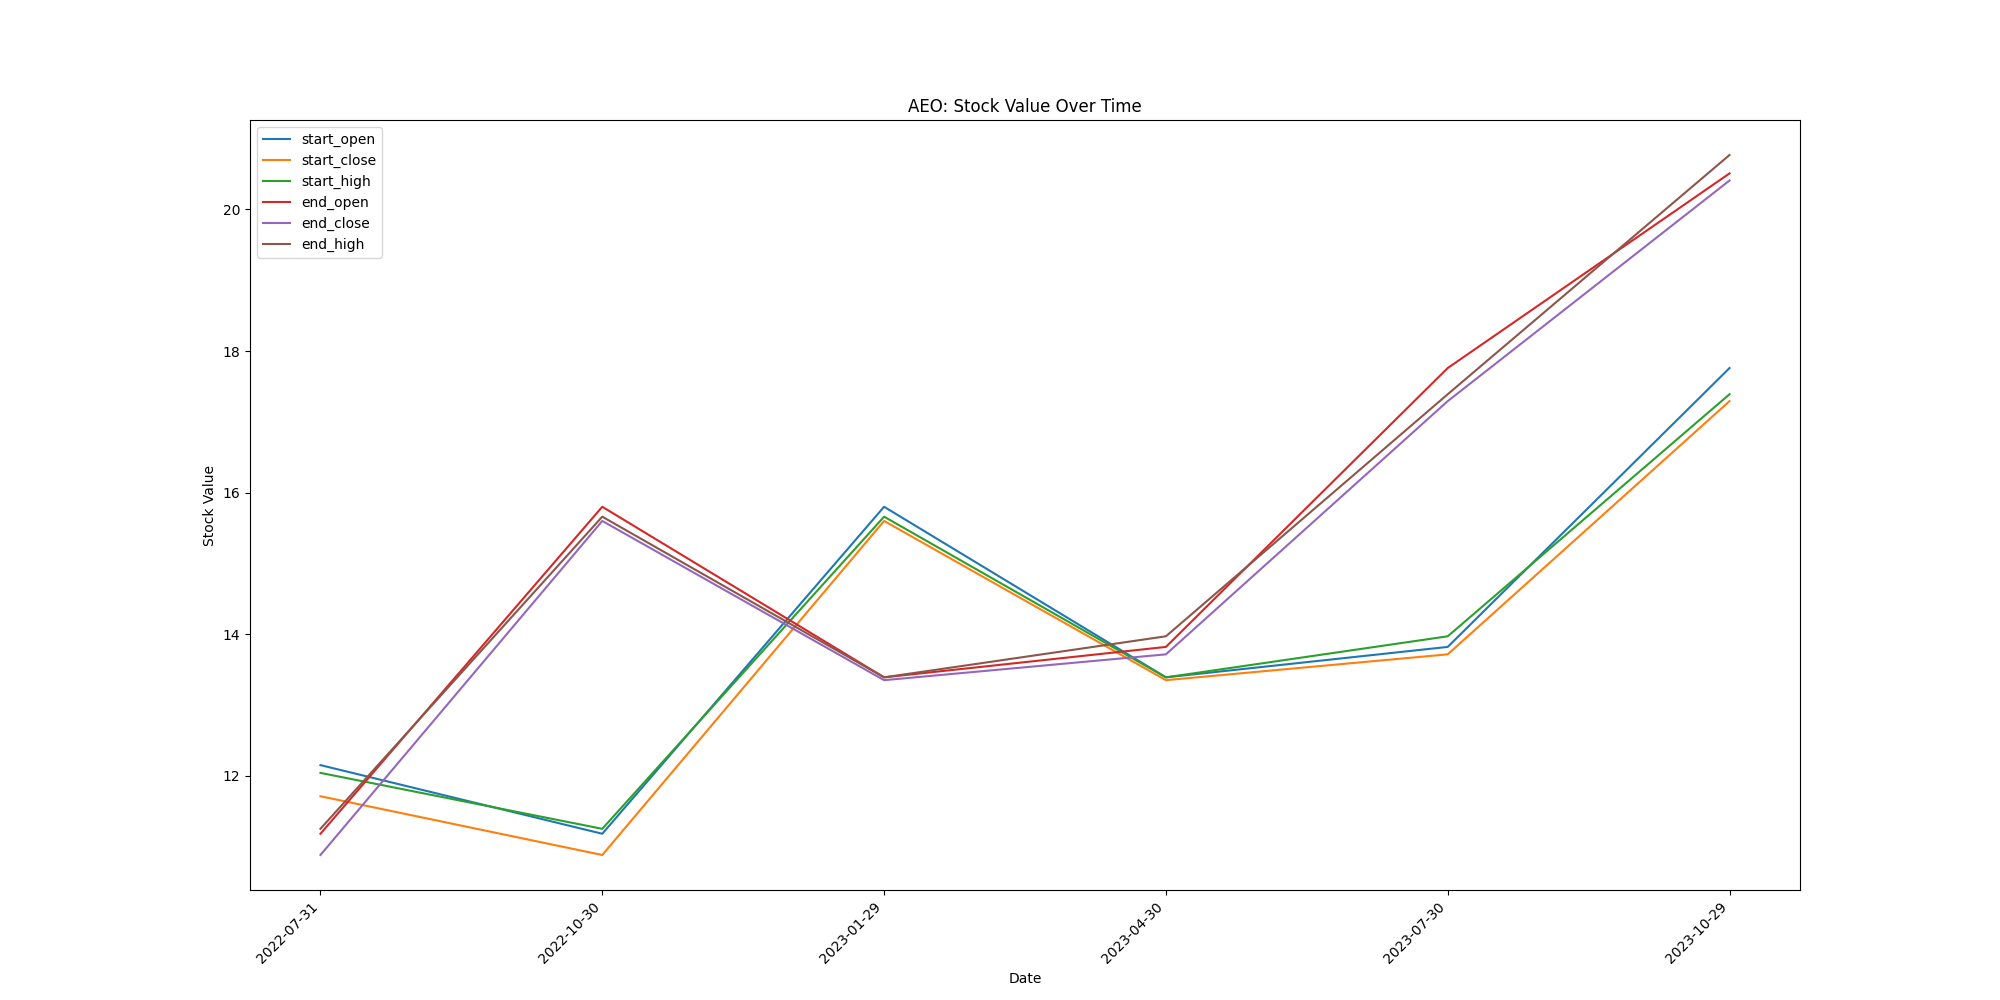 AEO: Stock Value Over Time
start_open
start_close
start_high
end_open
end_close
end_high
Stock Value
20
18
16
14
12
2022-07-31
2022-10-30
2023-01-29
2023-04-30
2023-07-30
2023-10-29
Date